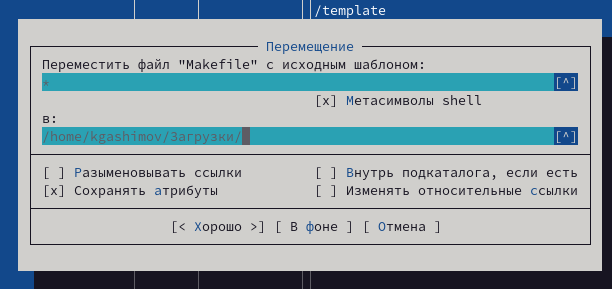 /template
Перемещение
Переместить файл "Makefile" с исходным шаблоном:
* [^]
[x] Метасимволы shell
в:
/home/kgashimov/Загрузки/ [^]
[ ] Разыменовывать ссылки [ ] Внутрь подкаталога, если есть
[x] Сохранять атрибуты [ ] Изменять относительные ссылки
[< Хорошо >] [ В фоне ] [ Отмена ]